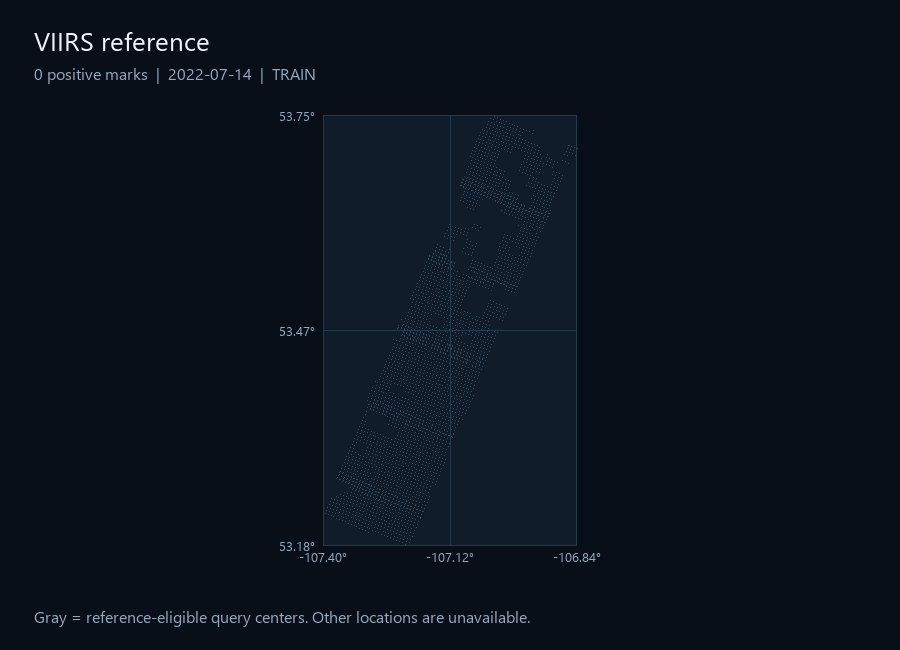 VIIRS reference
0 positive marks | 2022-07-14 | TRAIN
53.75°
53.47°
53.18°
-107.40°
-107.12°
-106.84°
Gray = reference-eligible query centers. Other locations are unavailable.